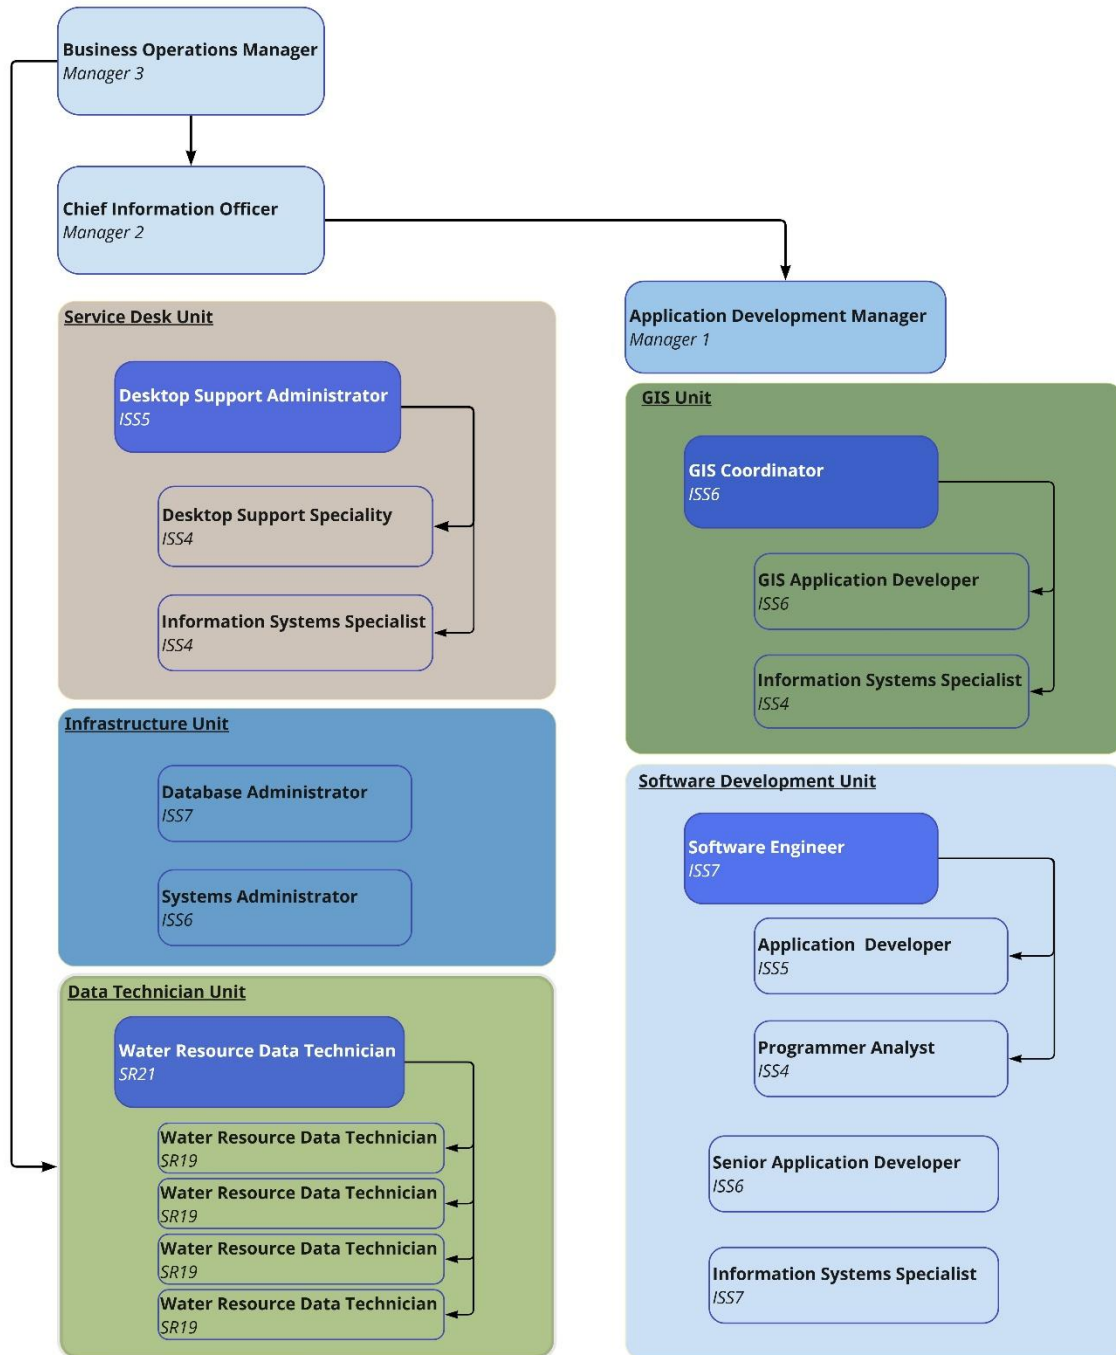 Business Operations Manager
Manager 3
Chief Information Officer
Manager 2
Service Desk Unit
Desktop Support Administrator
ISS5
Desktop Support Speciality
ISS4
Information Systems Specialist
ISS4
Infrastructure Unit
Database Administrator
ISS7
Systems Administrator
ISS6
Data Technician Unit
Water Resource Data Technician
SR21
Water Resource Data Technician
SR19
Water Resource Data Technician
SR19
Water Resource Data Technician
SR19
Water Resource Data Technician
SR19
Application Development Manager
Manager 1
GIS Unit
GIS Coordinator
ISS6
GIS Application Developer
ISS6
Information Systems Specialist
ISS4
Software Development Unit
Software Engineer
ISS7
Application Developer
ISS5
Programmer Analyst
ISS4
Senior Application Developer
ISS6
Information Systems Specialist
ISS7